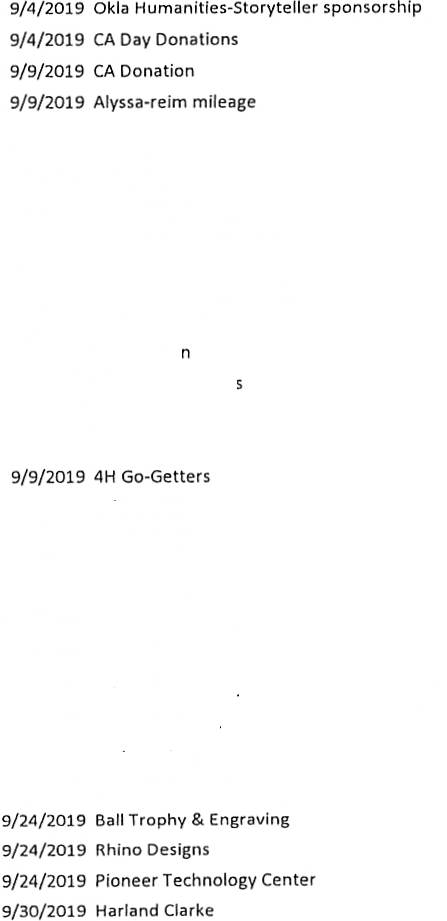 9/4/2019 Okla Humanities-Storyteller sponsorship
9/4/2019 CA Day Donations
9/9/2019 CA Donation
9/9/2019 Alyssa-reim mileage
n
s
9/9/2019 4H Go-Getters
9/24/2019 Ball Trophy & Engraving
9/24/2019 Rhino Designs
9/24/2019 Pioneer Technology Center
9/30/2019 Harland Clarke